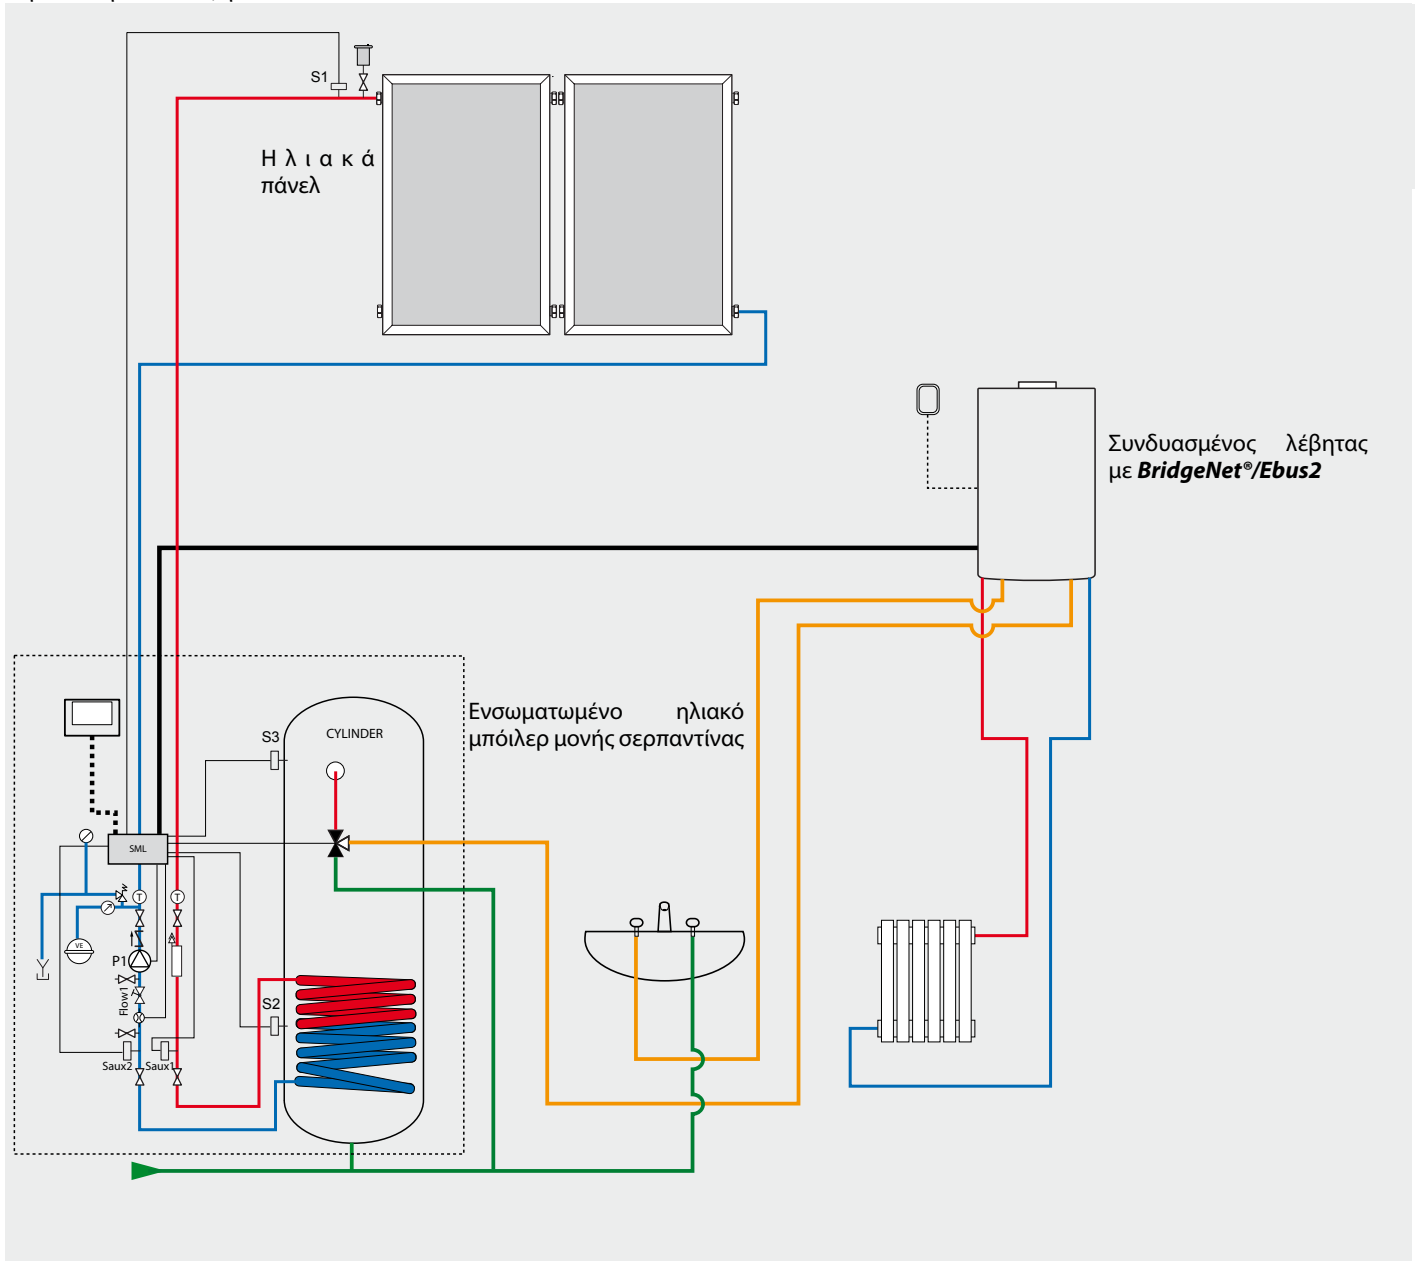 S1
Ηλιακά
πάνελ
Συνδυασμένος λέβητας
με BridgeNet®/Ebus2
Ενσωματωμένο ηλιακό
μπόιλερ μονής σερπαντίνας
S3
CYLINDER
SML
T
T
VE
P1
Flow1
S2
Saux2
Saux1